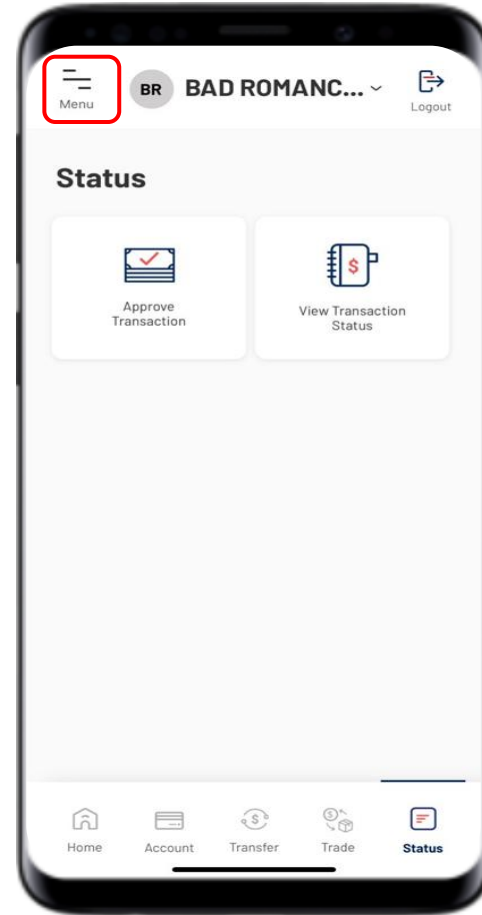 Menu
BR BAD ROMANC...
Logout
Status
Approve
Transaction
$
View Transaction
Status
Home
Account
$
Transfer
$
Trade
Status